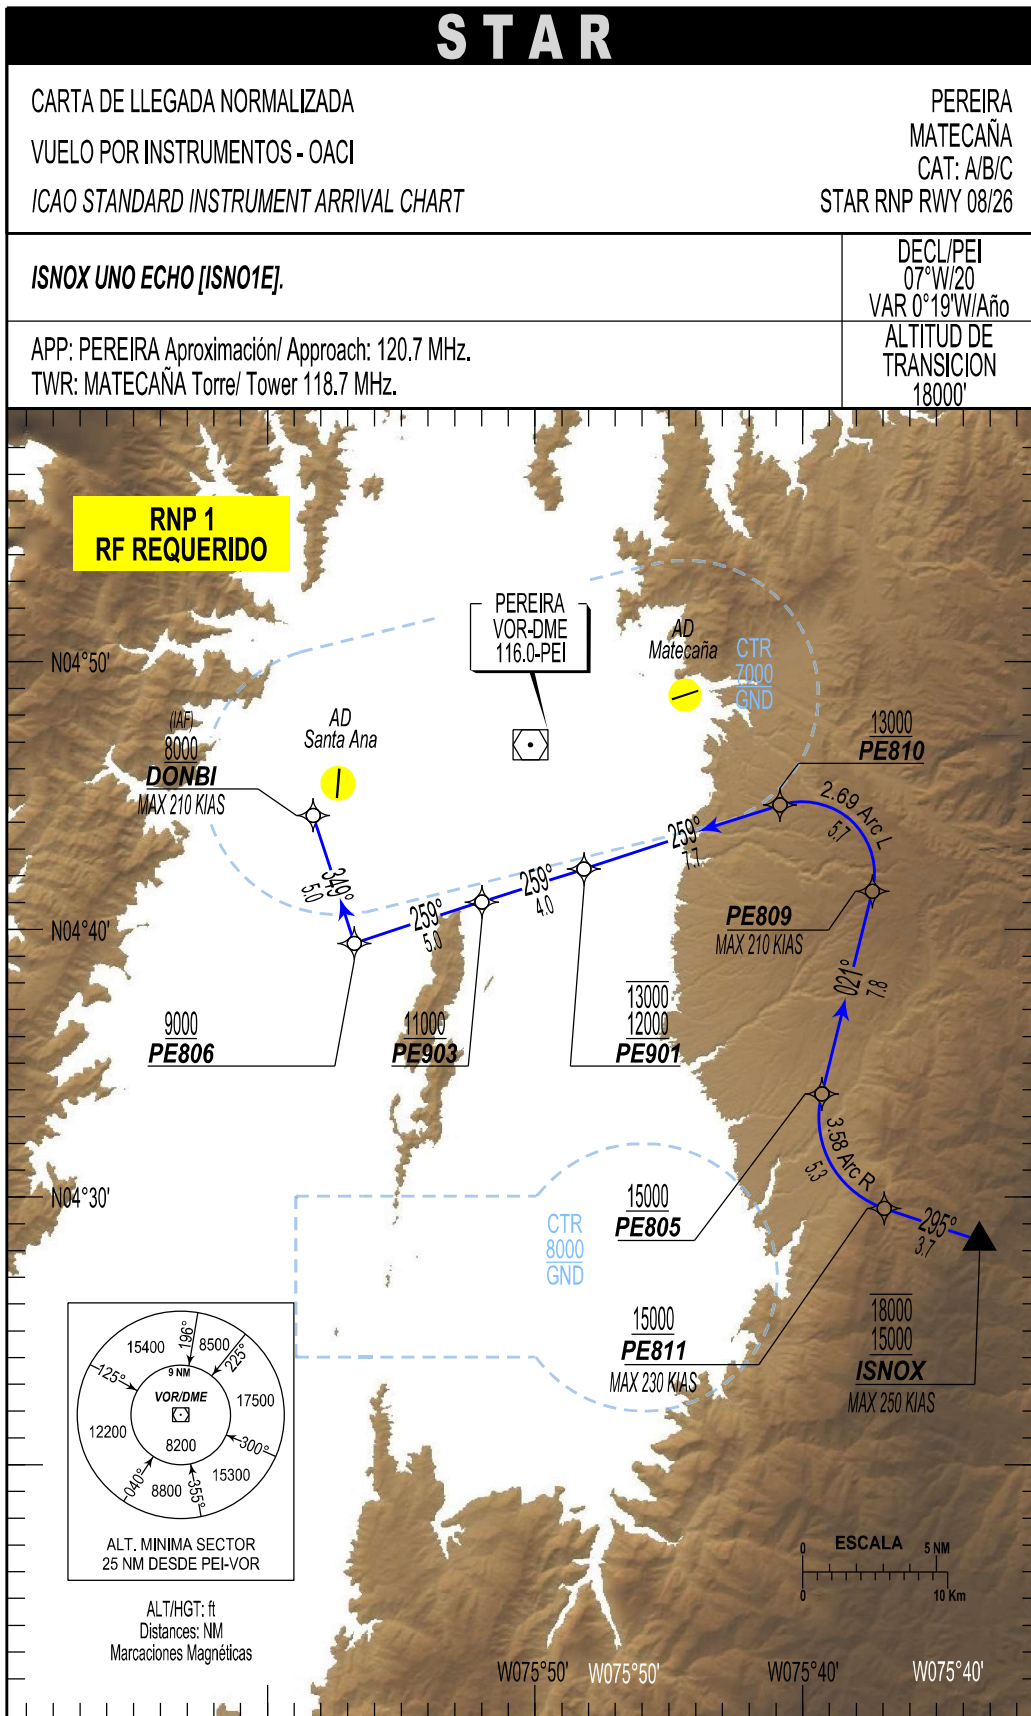 STAR
CARTA DE LLEGADA NORMALIZADA
VUELO POR INSTRUMENTOS - OACI
ICAO STANDARD INSTRUMENT ARRIVAL CHART
PEREIRA
MATECAÑA
CAT: A/B/C
STAR RNP RWY 08/26
ISNOX UNO ECHO [ISNO1E].
DECL/PEI
07°W/20
VAR 0°19'W/Año
APP: PEREIRA Aproximación/ Approach: 120.7 MHz.
TWR: MATECAÑA Torre/ Tower 118.7 MHz.
ALTITUD DE
TRANSICION
18000'
RNP 1
RF REQUERIDO
PEREIRA
VOR-DME
116.0-PEI
AD
Matecaña
CTR
7000
GND
N04°50'
(IAF)
8000
DONBI
MAX 210 KIAS
AD
Santa Ana
13000
PE810
2.69 Arc L
5.7
259°
7.7
259°
4.0
259°
5.0
349°
5.0
PE809
MAX 210 KIAS
N04°40'
021°
7.8
9000
PE806
11000
PE903
13000
12000
PE901
3.58 Arc R
5.3
N04°30'
15000
PE805
295°
3.7
CTR
8000
GND
15000
PE811
MAX 230 KIAS
18000
15000
ISNOX
MAX 250 KIAS
15400
196°
8500
225°
125°
9 NM
VOR/DME
17500
12200
8200
300°
040°
8800
355°
15300
ALT. MINIMA SECTOR
25 NM DESDE PEI-VOR
ALT/HGT: ft
Distances: NM
Marcaciones Magnéticas
0
ESCALA
5 NM
0
10 Km
W075°50'
W075°50'
W075°40'
W075°40'